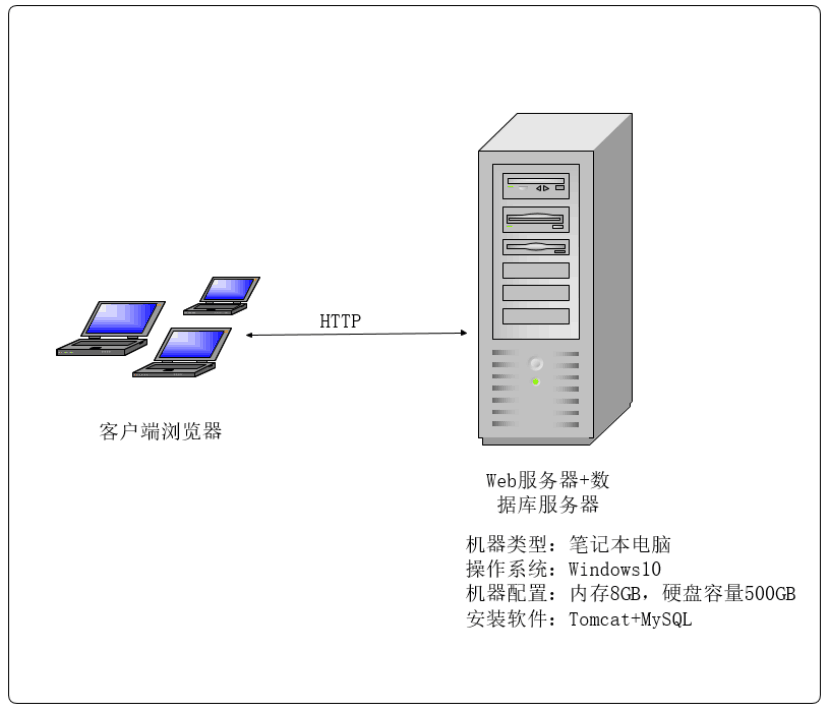 HTTP
客户端浏览器
Web服务器+数
据库服务器
机器类型：笔记本电脑
操作系统：Windows10
机器配置：内存8GB，硬盘容量500GB
安装软件：Tomcat+MySQL